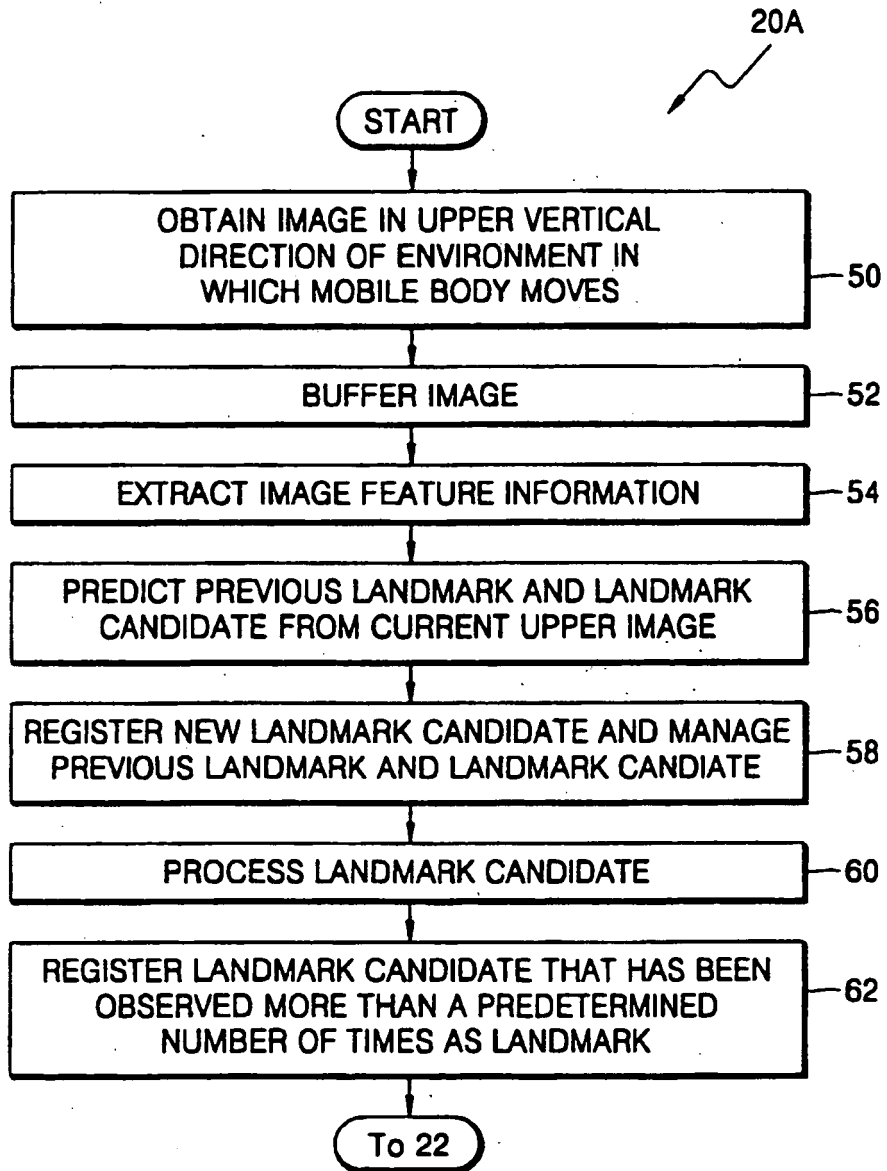 20A
START
OBTAIN IMAGE IN UPPER VERTICAL
DIRECTION OF ENVIRONMENT IN
WHICH MOBILE BODY MOVES
50
BUFFER IMAGE
52
EXTRACT IMAGE FEATURE INFORMATION
54
PREDICT PREVIOUS LANDMARK AND LANDMARK
CANDIDATE FROM CURRENT UPPER IMAGE
56
REGISTER NEW LANDMARK CANDIDATE AND MANAGE
PREVIOUS LANDMARK AND LANDMARK CANDIATE
58
PROCESS LANDMARK CANDIDATE
60
REGISTER LANDMARK CANDIDATE THAT HAS BEEN
OBSERVED MORE THAN A PREDETERMINED
NUMBER OF TIMES AS LANDMARK
62
To 22